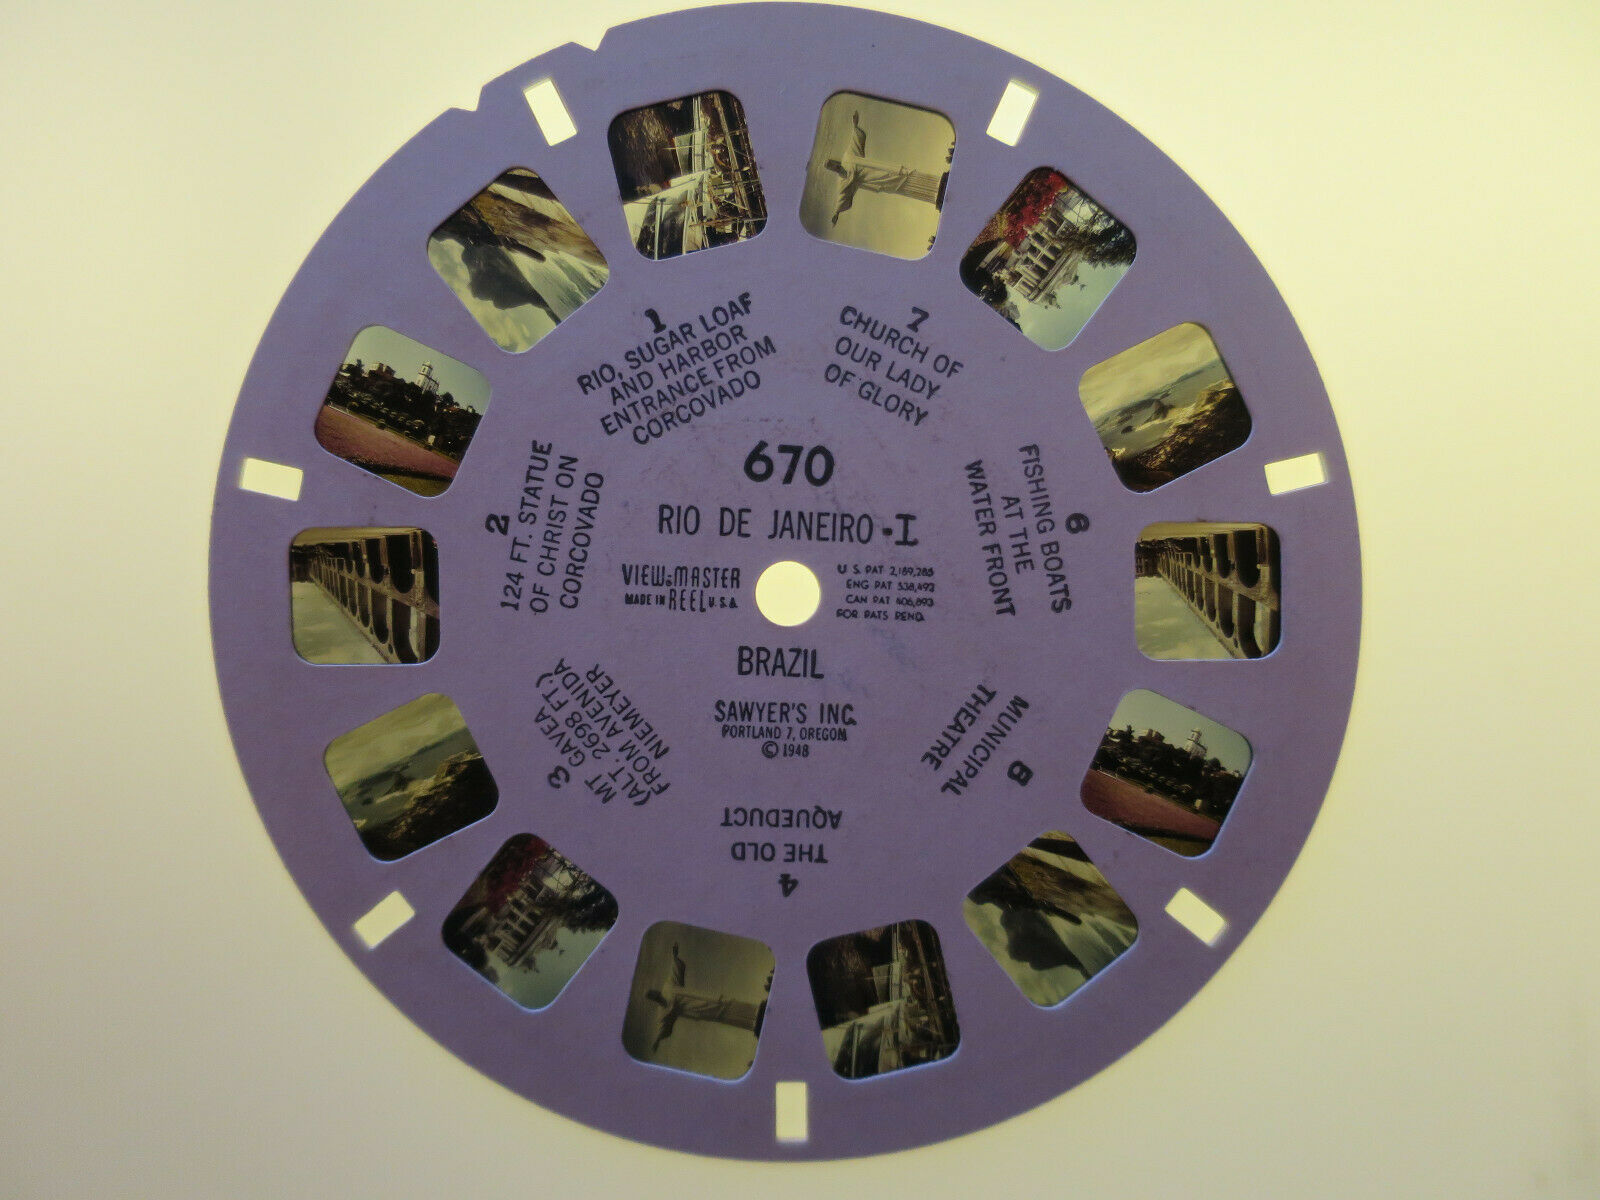 670
RIO DE JANEIRO - I
VIEW-MASTER
MADE IN REEL U.S.A.
U S. PAT 2,189,285
ENG PAT 538,492
CAN PAT 406,893
FOR. PATS PEND.
BRAZIL
SAWYER'S INC.
PORTLAND 7, OREGON
© 1948
1
RIO, SUGAR LOAF
AND HARBOR
ENTRANCE FROM
CORCOVADO
2
124 FT. STATUE
OF CHRIST ON
CORCOVADO
3
MT GAVEA
(ALT. 2698 FT.)
FROM AVENIDA
NIEMEYER
4
THE OLD
AQUEDUCT
5
MUNICIPAL
THEATRE
6
FISHING BOATS
AT THE
WATER FRONT
7
CHURCH OF
OUR LADY
OF GLORY